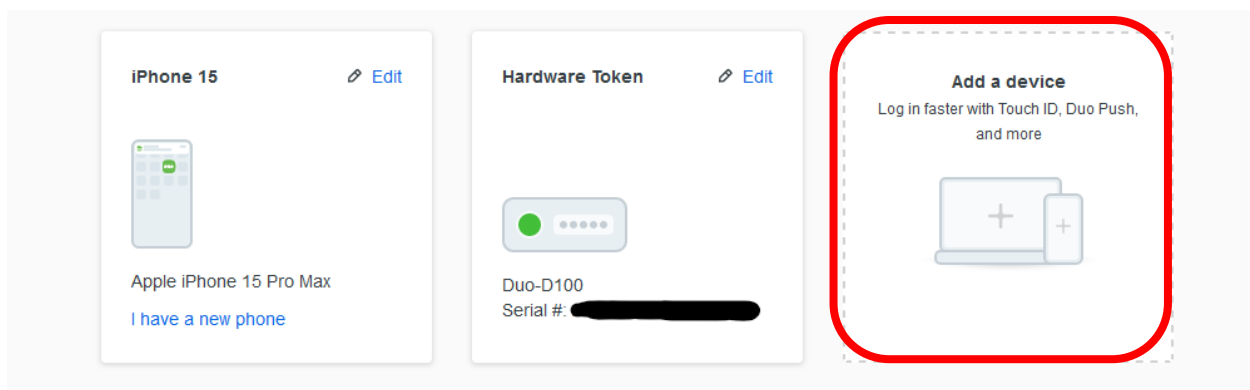 iPhone 15
Edit
Apple iPhone 15 Pro Max
I have a new phone
Hardware Token
Edit
Duo-D100
Serial #:
Add a device
Log in faster with Touch ID, Duo Push,
and more